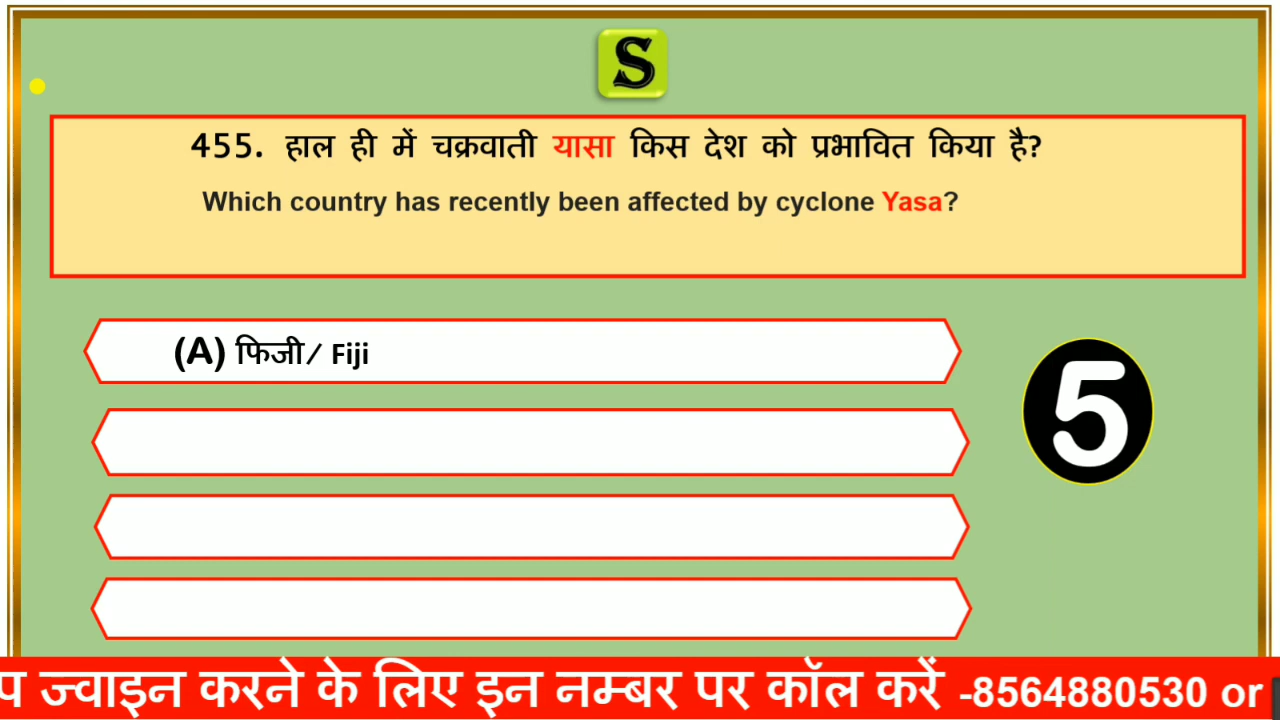 S
455. हाल ही में चक्रवाती यासा किस देश को प्रभावित किया है?
Which country has recently been affected by cyclone Yasa?
(A) फिजी/ Fiji
5
प ज्वाइन करने के लिए इन नम्बर पर कॉल करें -8564880530 or